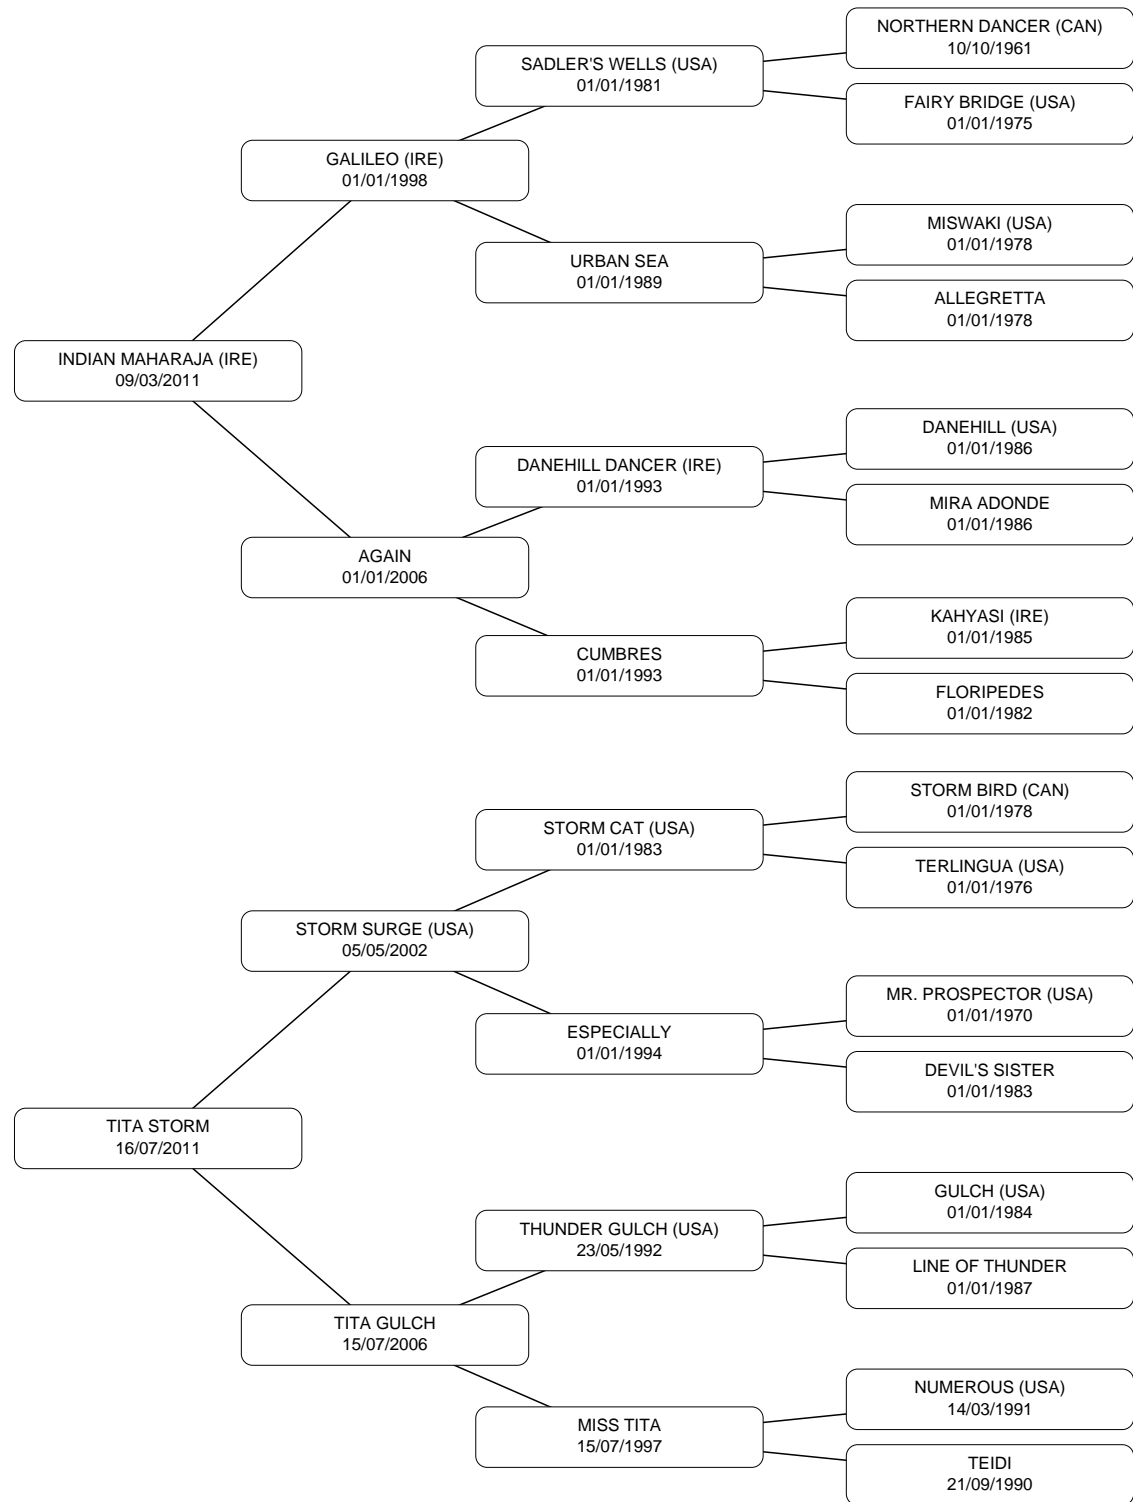 NORTHERN DANCER (CAN)
10/10/1961
SADLER'S WELLS (USA)
01/01/1981
FAIRY BRIDGE (USA)
01/01/1975
GALILEO (IRE)
01/01/1998
MISWAKI (USA)
01/01/1978
URBAN SEA
01/01/1989
ALLEGRETTA
01/01/1978
INDIAN MAHARAJA (IRE)
09/03/2011
DANEHILL (USA)
01/01/1986
DANEHILL DANCER (IRE)
01/01/1993
MIRA ADONDE
01/01/1986
AGAIN
01/01/2006
KAHYASI (IRE)
01/01/1985
CUMBRES
01/01/1993
FLORIPEDES
01/01/1982
STORM BIRD (CAN)
01/01/1978
STORM CAT (USA)
01/01/1983
TERLINGUA (USA)
01/01/1976
STORM SURGE (USA)
05/05/2002
MR. PROSPECTOR (USA)
01/01/1970
ESPECIALLY
01/01/1994
DEVIL'S SISTER
01/01/1983
TITA STORM
16/07/2011
GULCH (USA)
01/01/1984
THUNDER GULCH (USA)
23/05/1992
LINE OF THUNDER
01/01/1987
TITA GULCH
15/07/2006
NUMEROUS (USA)
14/03/1991
MISS TITA
15/07/1997
TEIDI
21/09/1990